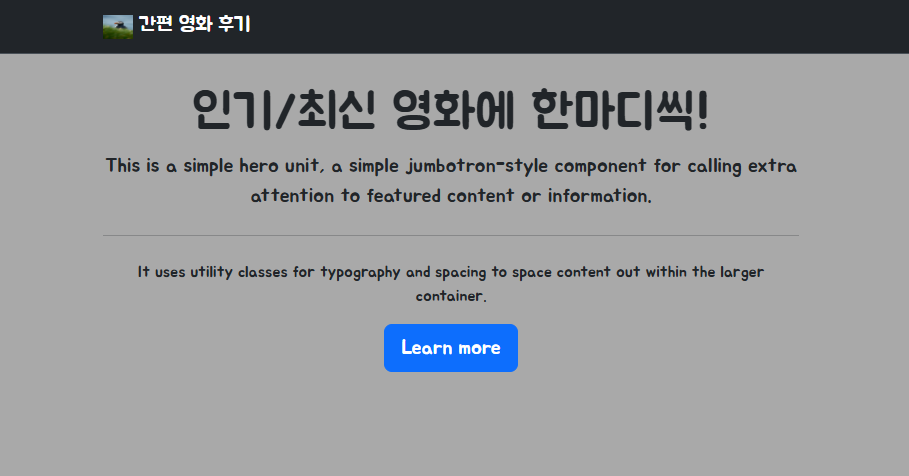 간편 영화 후기
인기/최신 영화에 한마디씩!
This is a simple hero unit, a simple jumbotron-style component for calling extra
attention to featured content or information.
It uses utility classes for typography and spacing to space content out within the larger
container.
Learn more